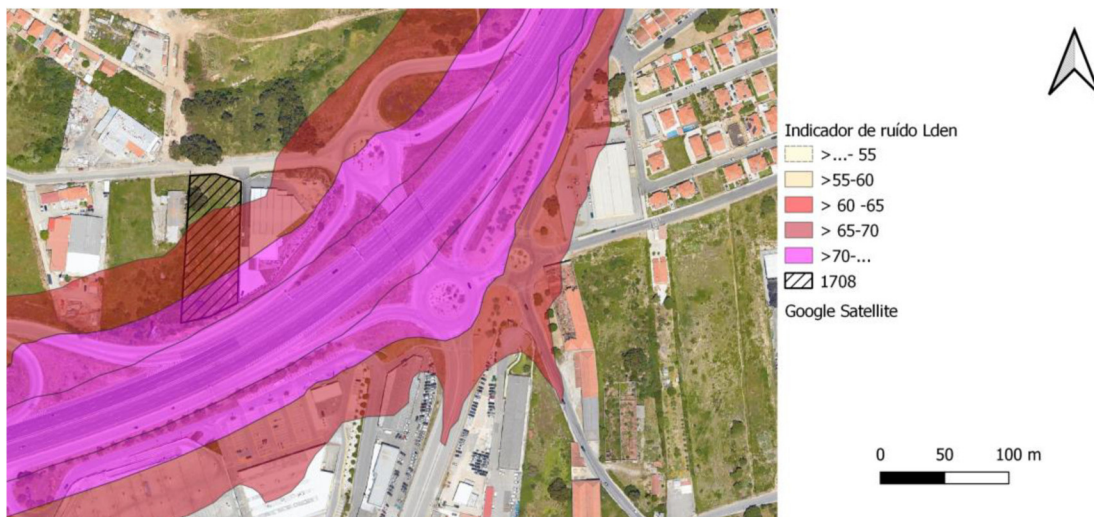 Indicador de ruído Lden
>...- 55
>55-60
> 60 -65
> 65-70
>70-...
1708
Google Satellite
0 50 100 m